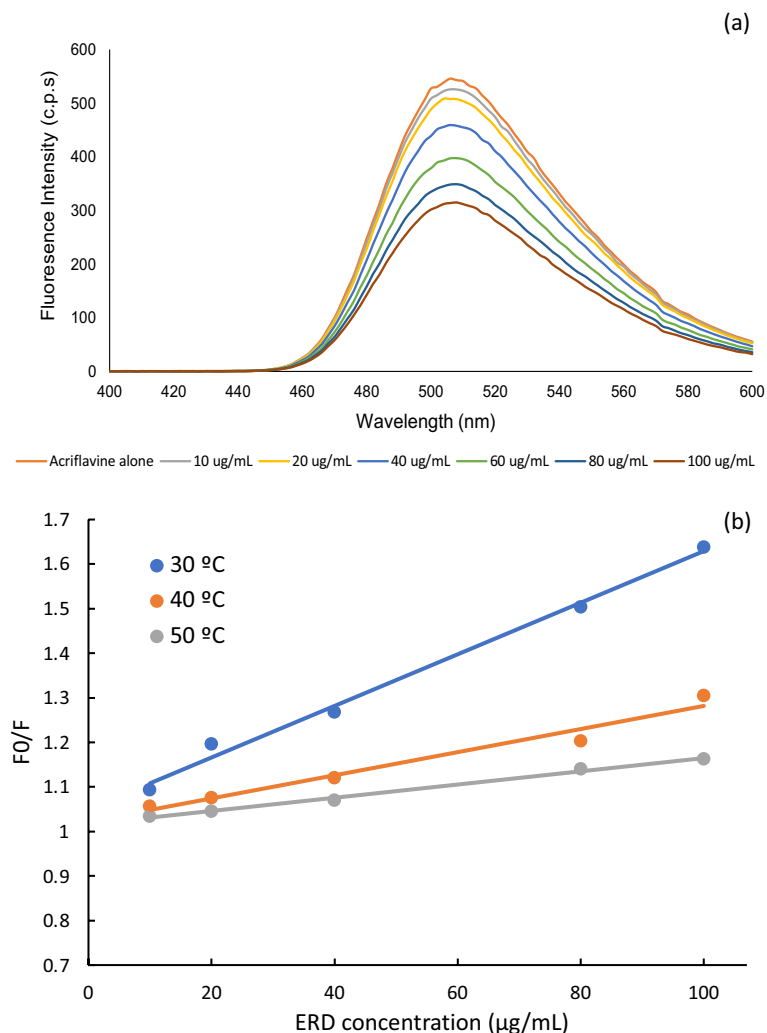 (a)
600
500
400
300
200
100
0
Fluoresence Intensity (c.p.s)
400 420 440 460 480 500 520 540 560 580 600
Wavelength (nm)
Acriflavine alone 10 ug/mL 20 ug/mL 40 ug/mL 60 ug/mL 80 ug/mL 100 ug/mL
(b)
1.7
1.6
1.5
1.4
1.3
1.2
1.1
1
0.9
0.8
0.7
F0/F
30 ºC
40 ºC
50 ºC
0 20 40 60 80 100
ERD concentration (µg/mL)